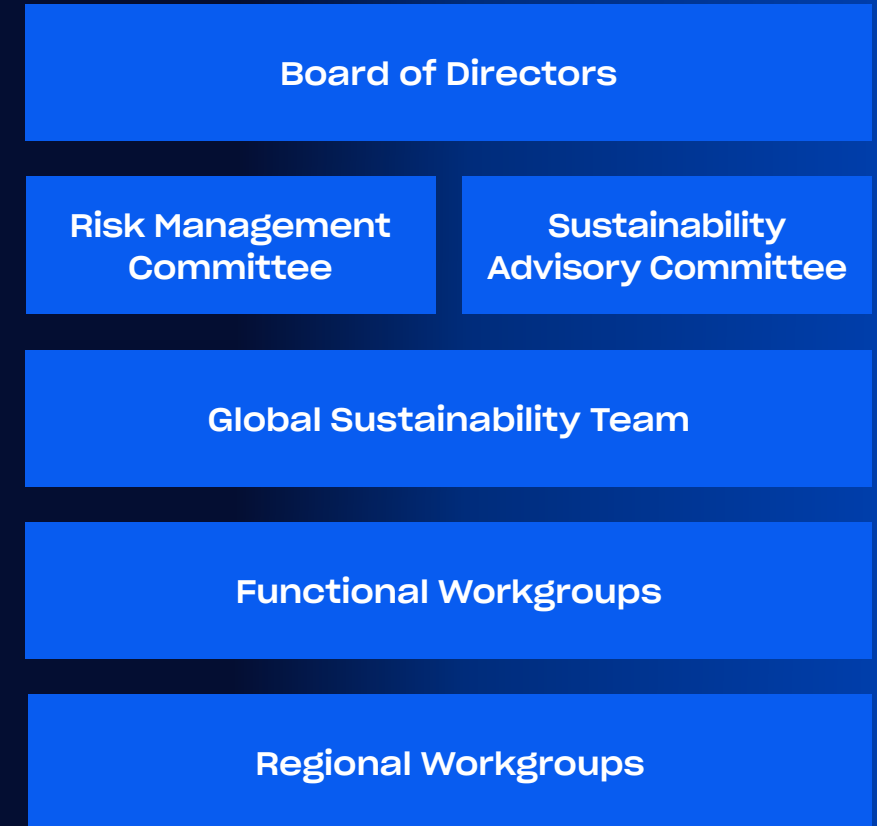 Board of Directors
Risk Management
Committee
Sustainability
Advisory Committee
Global Sustainability Team
Functional Workgroups
Regional Workgroups